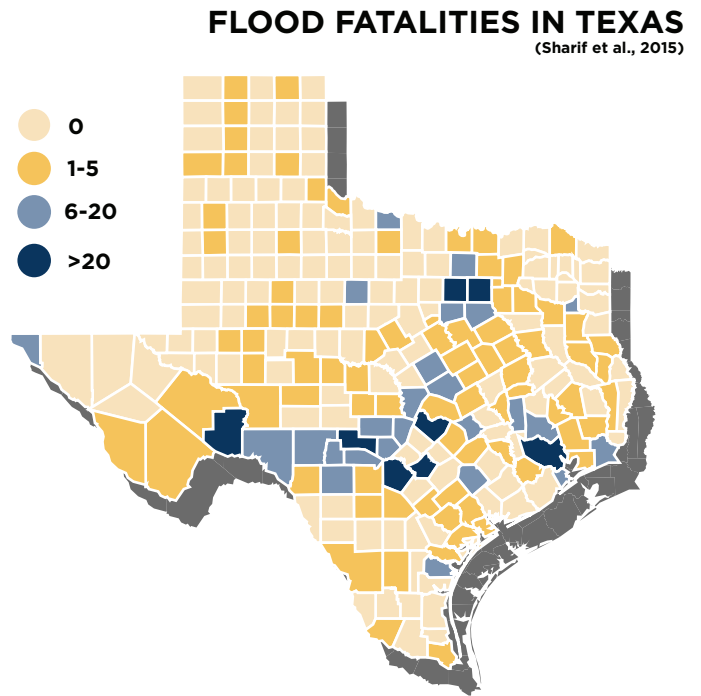 FLOOD FATALITIES IN TEXAS
(Sharif et al., 2015)
0
1-5
6-20
>20